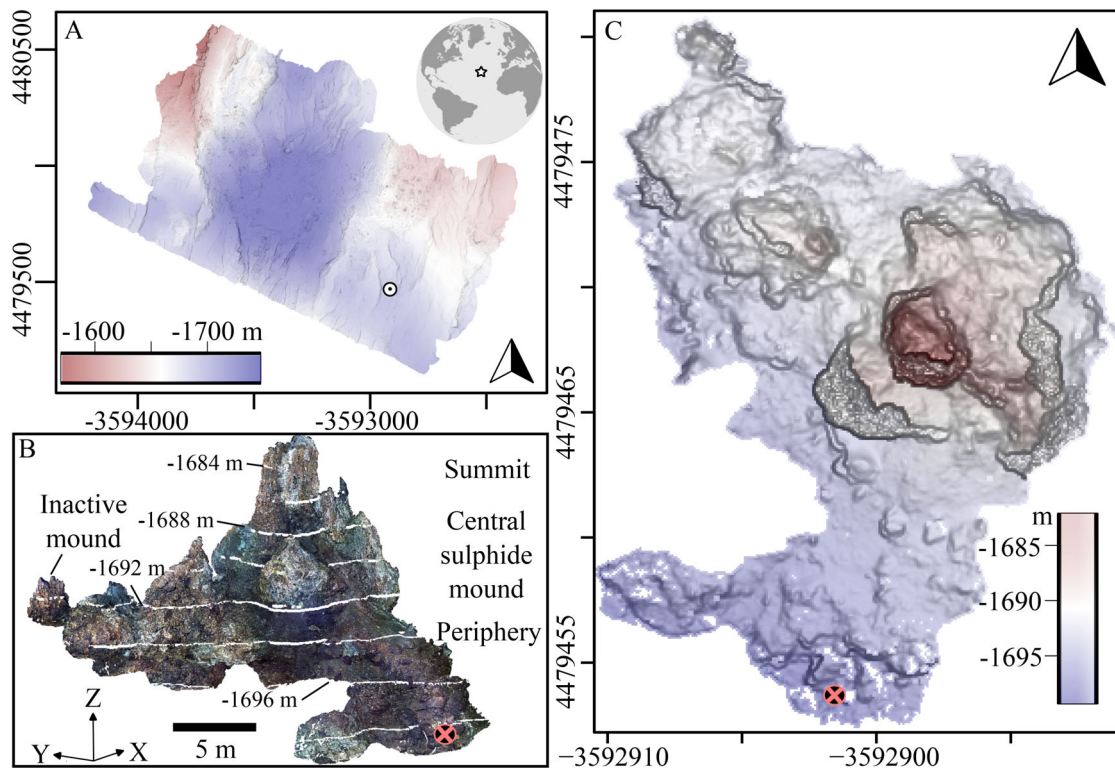 A
4480500
4479500
-1600
-1700 m
-3594000
-3593000
B
-1684 m
Summit
Inactive
mound
-1688 m
Central
sulphide
mound
-1692 m
Periphery
-1696 m
Z
Y
X
5 m
C
4479475
4479465
4479455
m
-1685
-1690
-1695
−3592910
−3592900